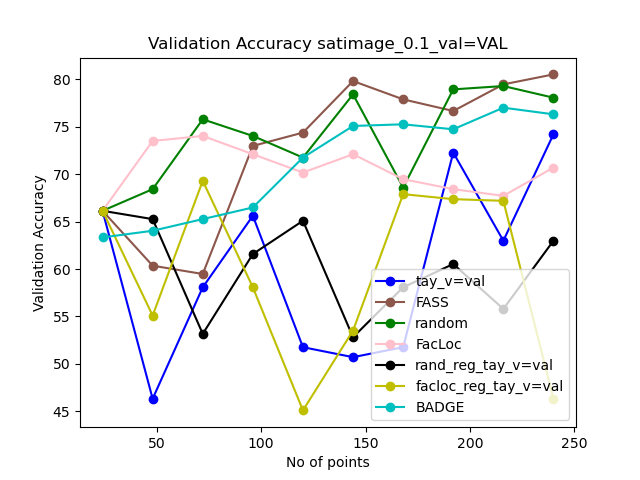 Validation Accuracy satimage_0.1_val=VAL
Validation Accuracy
80
75
70
65
60
55
50
45
tay_v=val
FASS
random
FacLoc
rand_reg_tay_v=val
facloc_reg_tay_v=val
BADGE
50
100
150
200
250
No of points